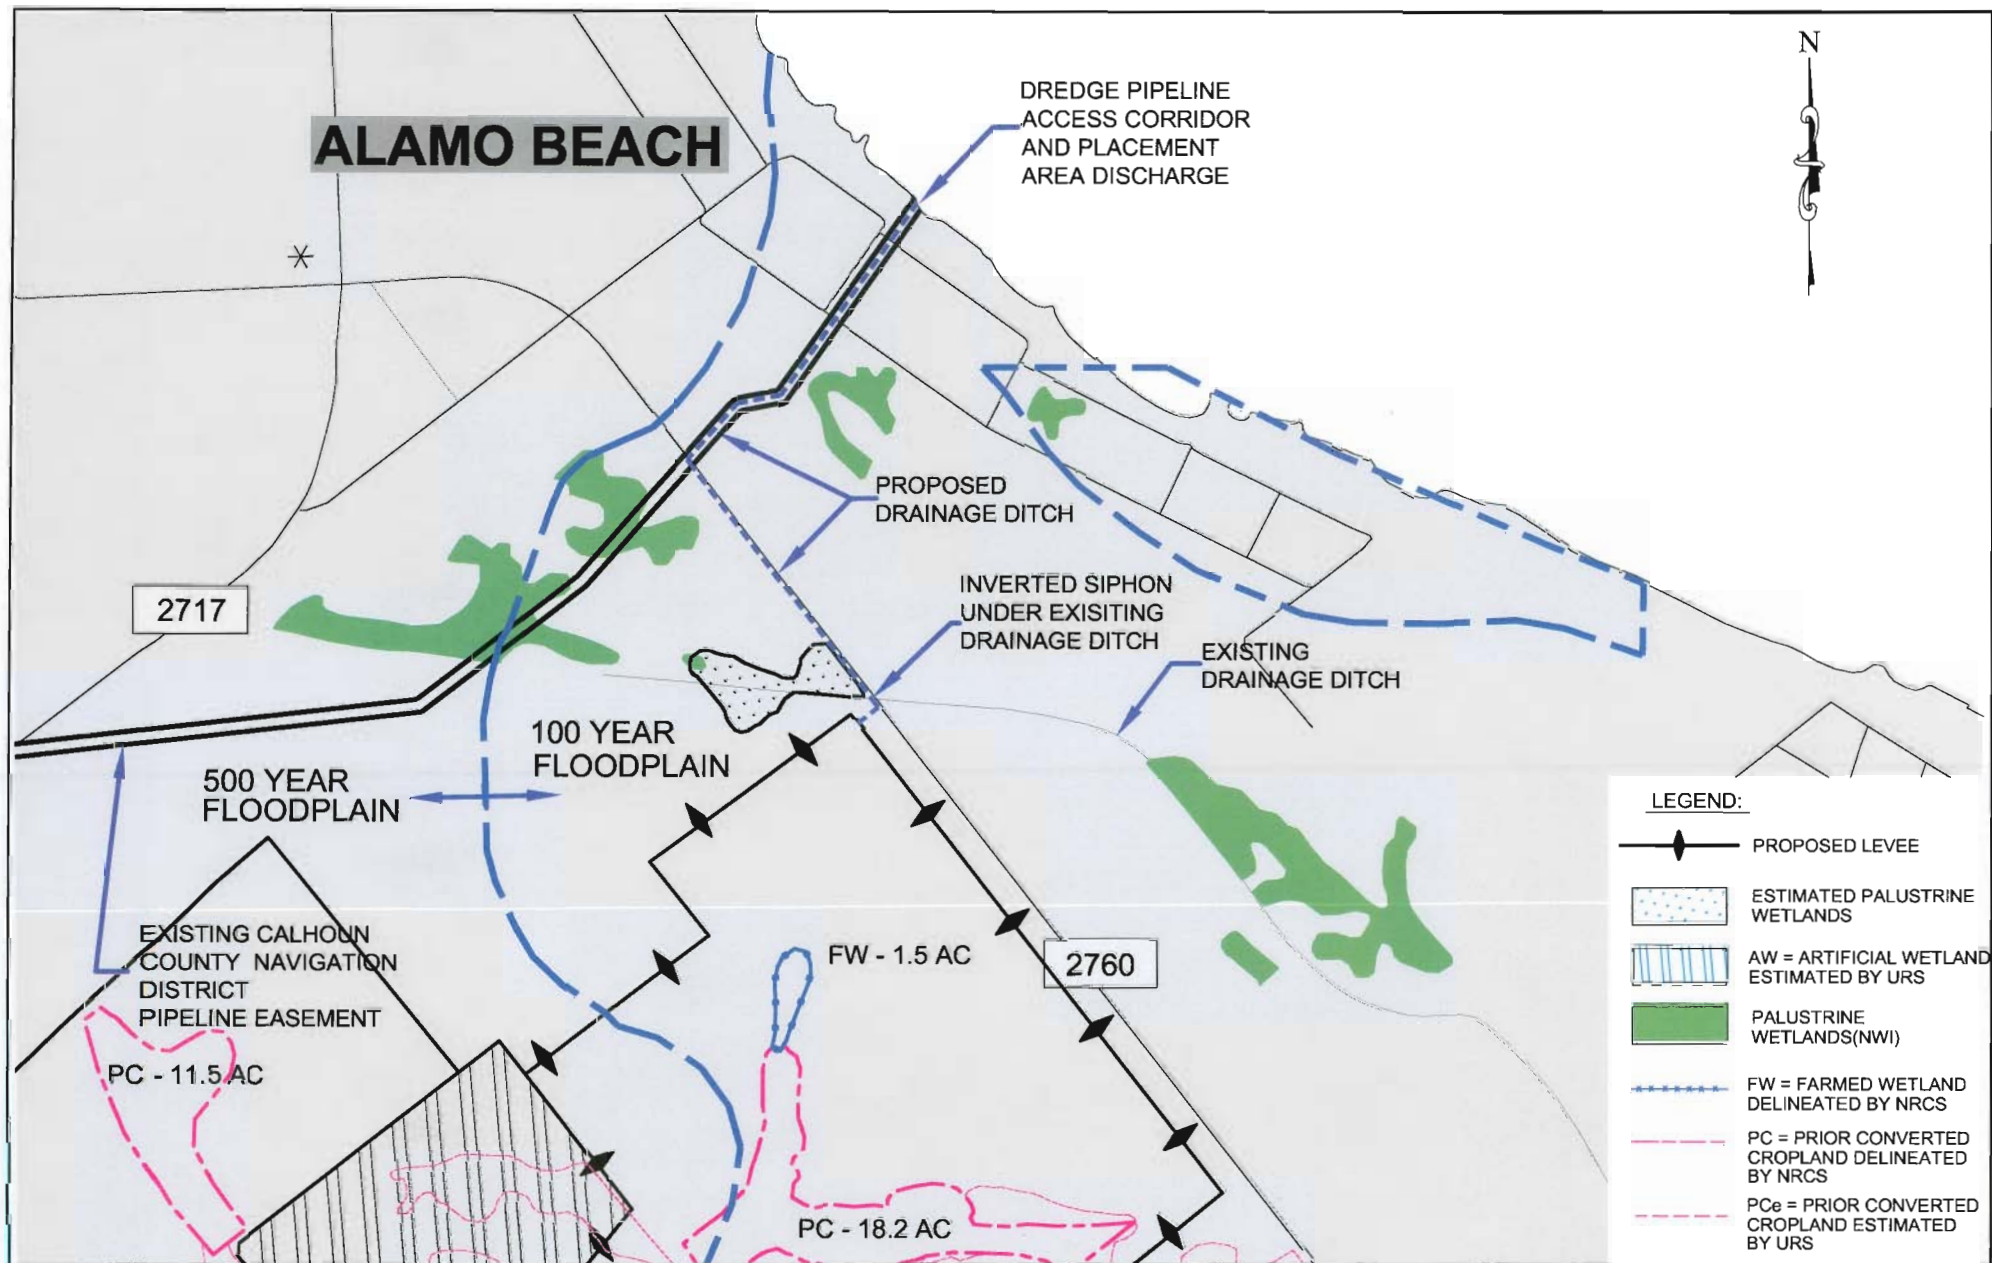 N
DREDGE PIPELINE
ACCESS CORRIDOR
AND PLACEMENT
AREA DISCHARGE
ALAMO BEACH
PROPOSED
DRAINAGE DITCH
2717
INVERTED SIPHON
UNDER EXISITING
DRAINAGE DITCH
EXISTING
DRAINAGE DITCH
100 YEAR
FLOODPLAIN
500 YEAR
FLOODPLAIN
EXISTING CALHOUN
COUNTY NAVIGATION
DISTRICT
PIPELINE EASEMENT
FW - 1.5 AC
2760
PC - 11.5 AC
PC - 18.2 AC
LEGEND:
PROPOSED LEVEE
ESTIMATED PALUSTRINE
WETLANDS
AW = ARTIFICIAL WETLAND
ESTIMATED BY URS
PALUSTRINE
WETLANDS(NWI)
FW = FARMED WETLAND
DELINEATED BY NRCS
PC = PRIOR CONVERTED
CROPLAND DELINEATED
BY NRCS
PCe = PRIOR CONVERTED
CROPLAND ESTIMATED
BY URS